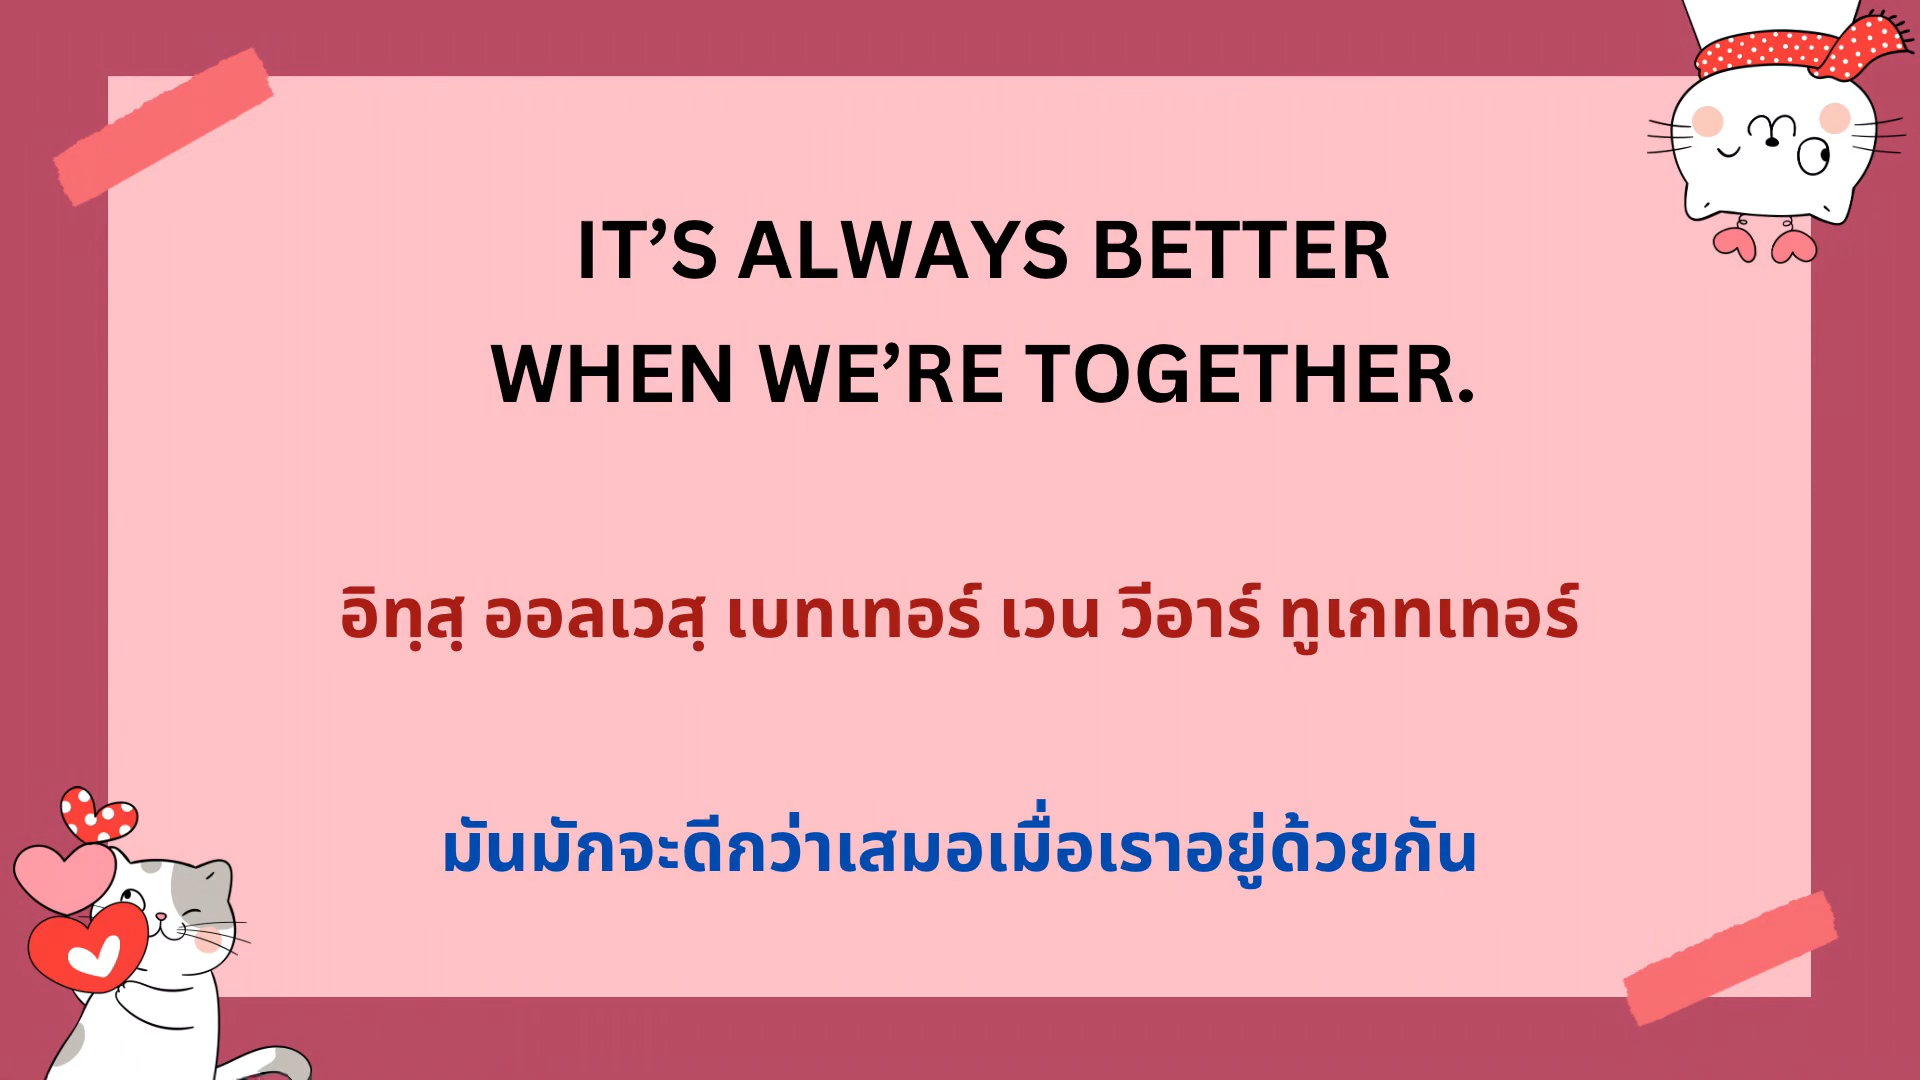 IT’S ALWAYS BETTER
WHEN WE’RE TOGETHER.
อิทฺสฺ ออลเวสฺ เบทเทอร์ เวน วีอาร์ ทูเกทเทอร์
มันมักจะดีกว่าเสมอเมื่อเราอยู่ด้วยกัน